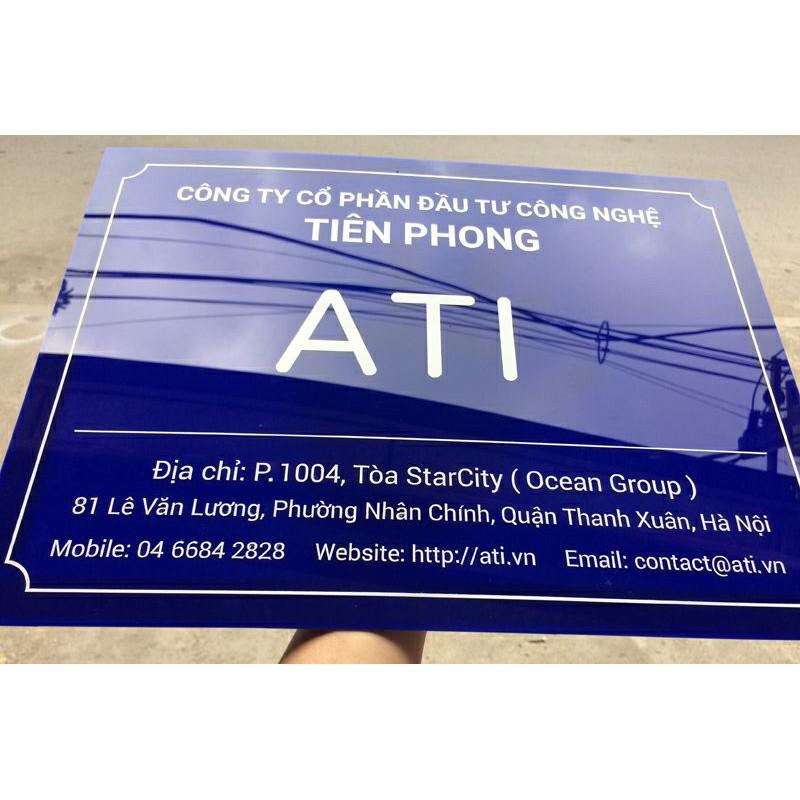 CÔNG TY CỔ PHẦN ĐẦU TƯ CÔNG NGHỆ
TIÊN PHONG
ATI
Địa chỉ: P.1004, Tòa StarCity ( Ocean Group )
81 Lê Văn Lương, Phường Nhân Chính, Quận Thanh Xuân, Hà Nội
Mobile: 04 6684 2828 Website: http://ati.vn Email: contact@ati.vn